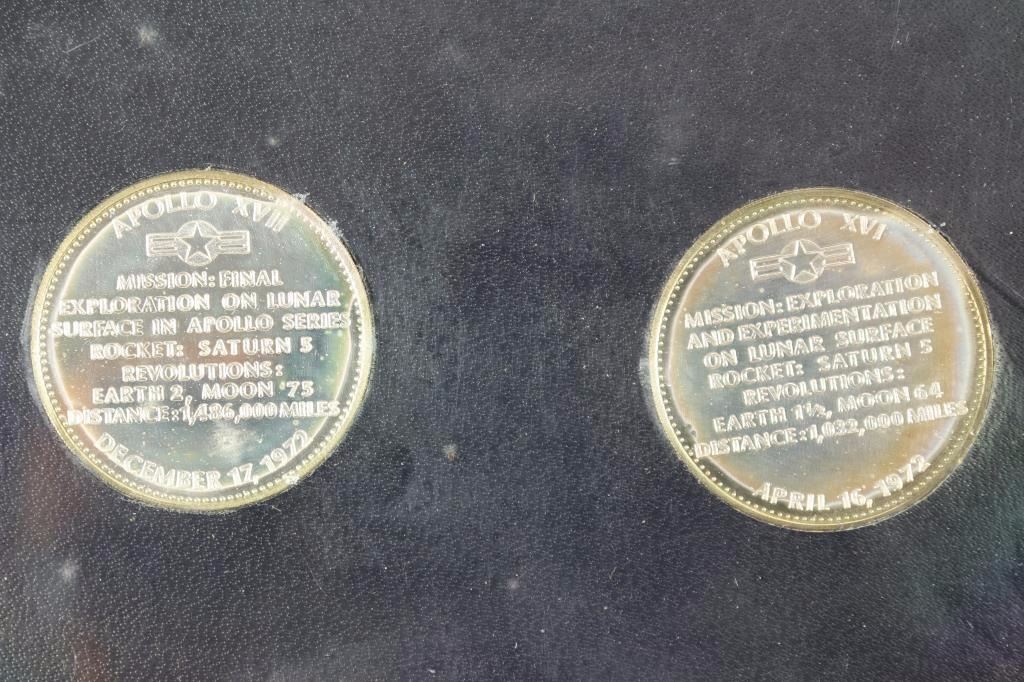 APOLLO XVII
MISSION: FINAL
EXPLORATION ON LUNAR
SURFACE IN APOLLO SERIES
ROCKET: SATURN 5
REVOLUTIONS:
EARTH 2, MOON 75
DISTANCE: 1,486,000 MILES
DECEMBER 17, 1972
APOLLO XVI
MISSION: EXPLORATION
AND EXPERIMENTATION
ON LUNAR SURFACE
ROCKET: SATURN 5
REVOLUTIONS:
EARTH 1½, MOON 64
DISTANCE: 1,032,000 MILES
APRIL 16, 1972